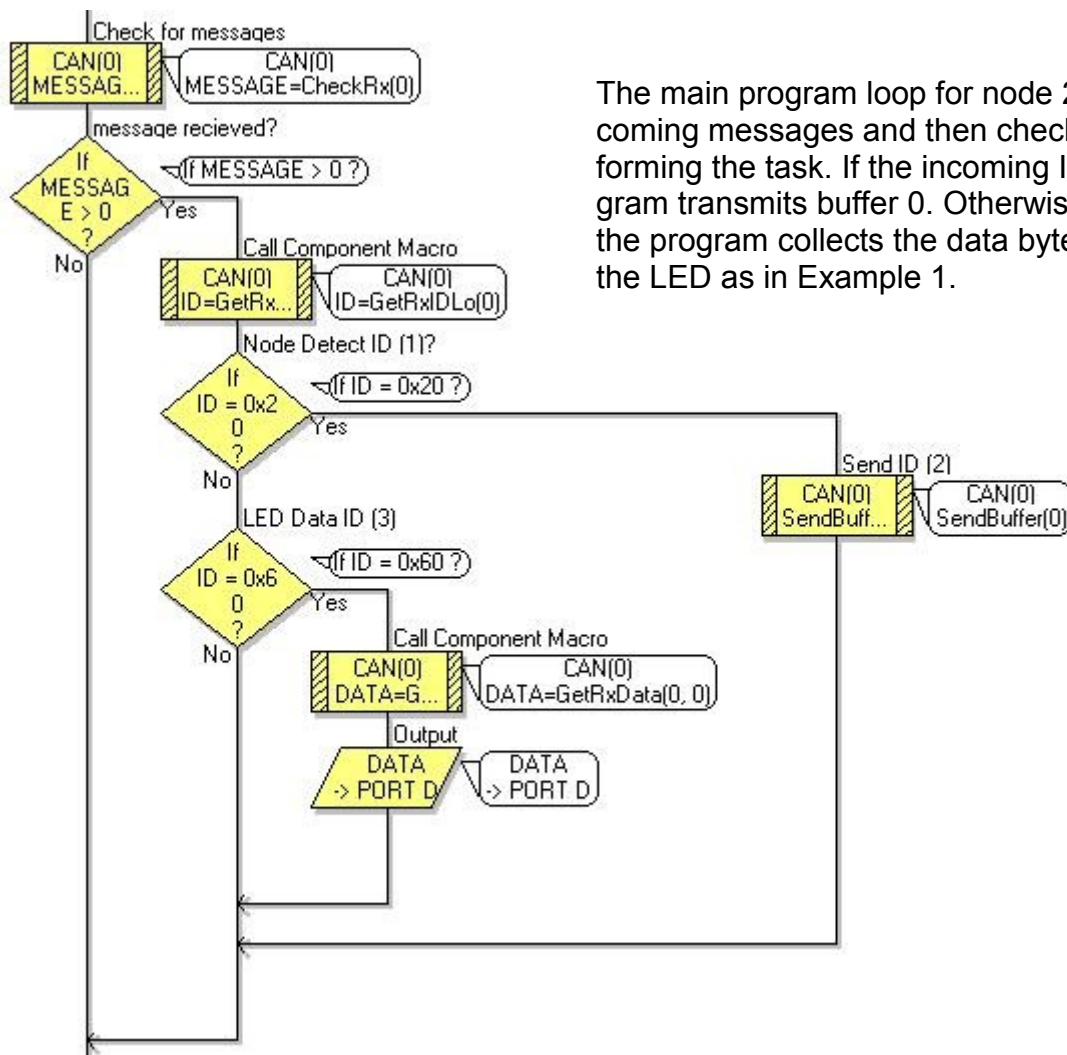 Check for messages
CAN(0)
MESSAG...
CAN(0)
MESSAGE=CheckRx(0)
message recieved?
If
MESSAG
E > 0
?
If MESSAGE > 0 ?
Yes
No
Call Component Macro
CAN(0)
ID=GetRx...
CAN(0)
ID=GetRxIDLo(0)
Node Detect ID (1)?
If
ID = 0x2
0
?
If ID = 0x20 ?
Yes
No
Send ID (2)
CAN(0)
SendBuff...
CAN(0)
SendBuffer(0)
LED Data ID (3)
If
ID = 0x6
0
?
If ID = 0x60 ?
Yes
No
Call Component Macro
CAN(0)
DATA=G...
CAN(0)
DATA=GetRxData(0, 0)
Output
DATA
-> PORT D
DATA
-> PORT D
The main program loop for node 2
coming messages and then check
forming the task. If the incoming I
gram transmits buffer 0. Otherwis
the program collects the data byte
the LED as in Example 1.